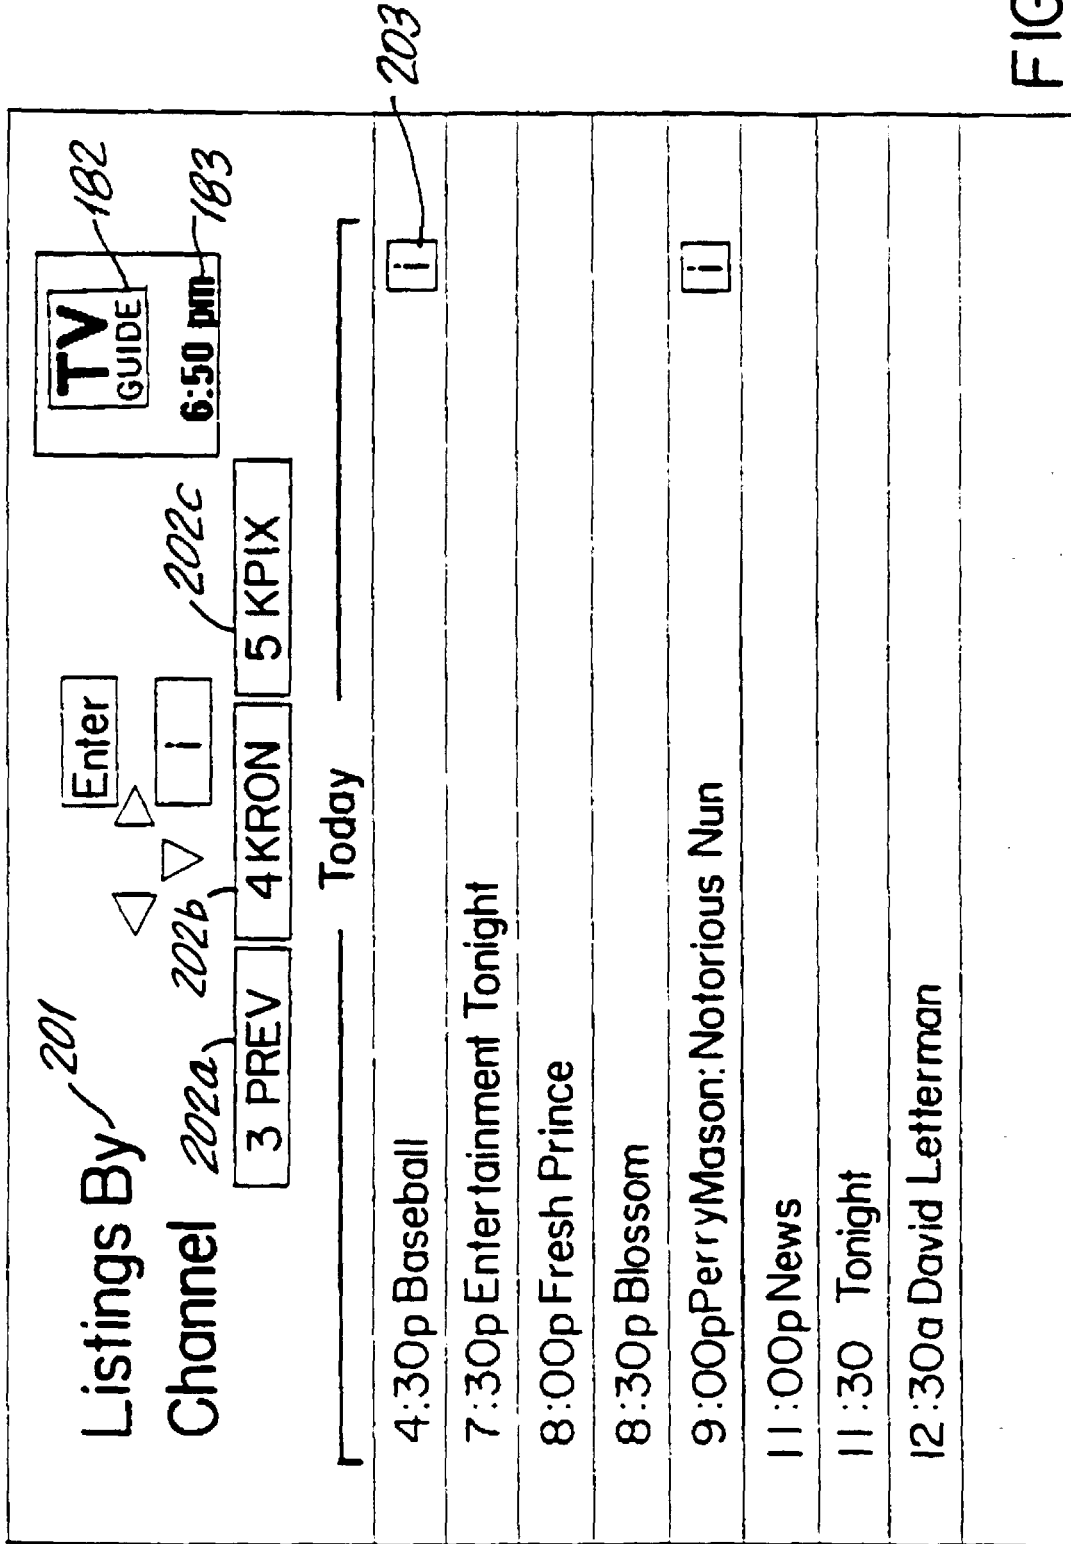 Listings By
Channel
201
Enter
i
TV
GUIDE
6:50 pm
182
183
202a
202b
202c
3 PREV
4 KRON
5 KPIX
Today
203
4:30p Baseball
i
7:30p Entertainment Tonight
8:00p Fresh Prince
8:30p Blossom
9:00p Perry Mason: Notorious Nun
i
11:00p News
11:30 Tonight
12:30a David Letterman
FIG